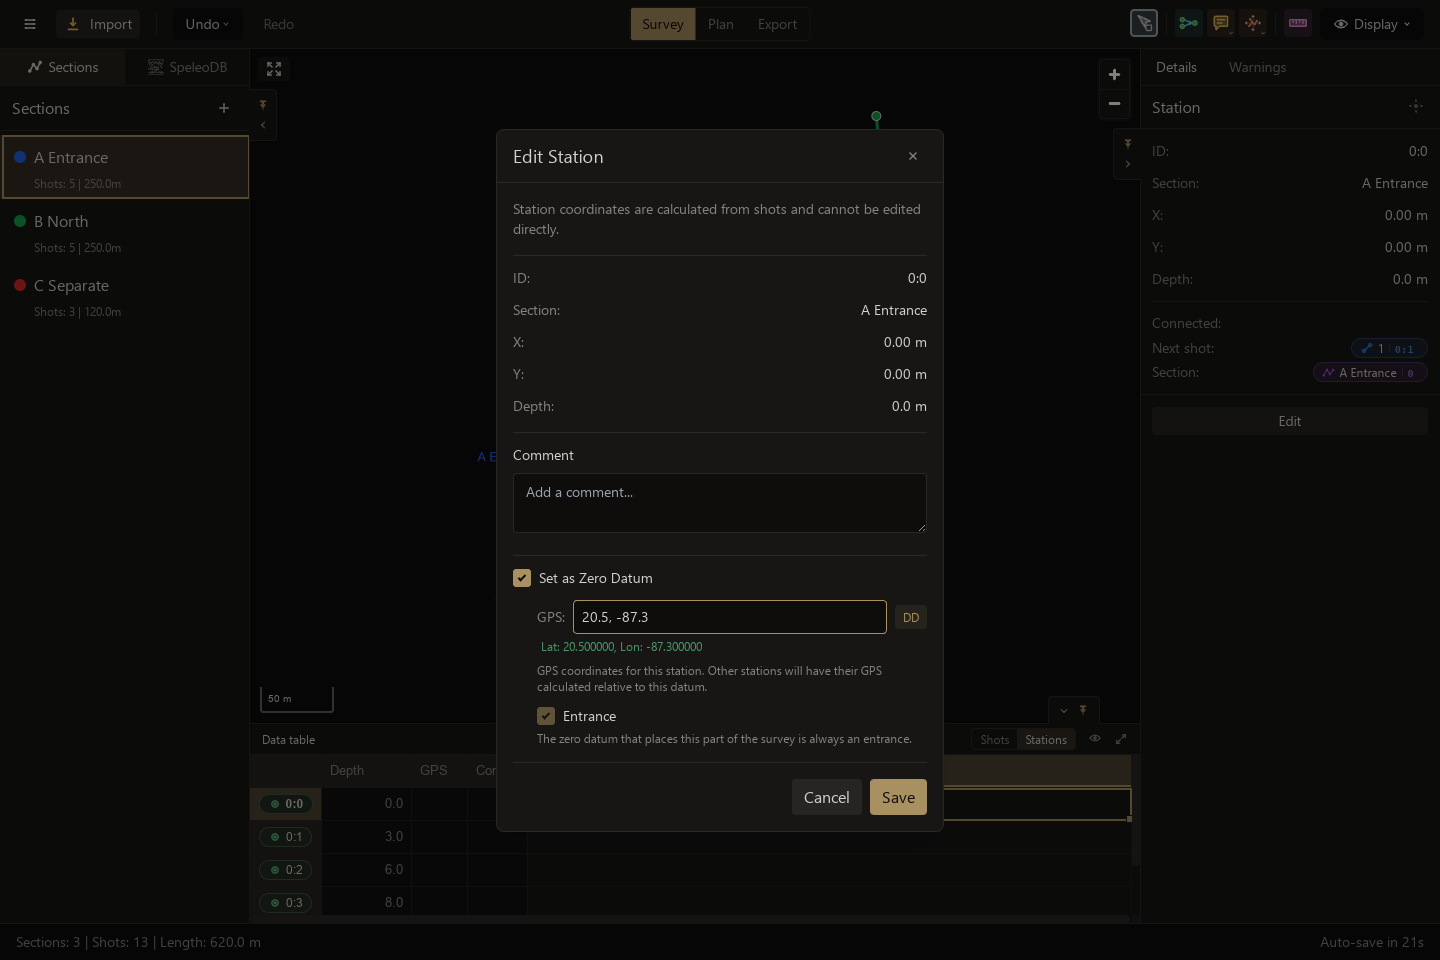 Import
Undo
Redo
Survey
Plan
Export
Display
Sections
SpeleoDB
Details
Warnings
Sections
Station
A Entrance
Shots: 5 | 250.0m
B North
Shots: 5 | 250.0m
C Separate
Shots: 3 | 120.0m
Edit Station
Station coordinates are calculated from shots and cannot be edited
directly.
ID: 0:0
Section: A Entrance
X: 0.00 m
Y: 0.00 m
Depth: 0.0 m
Comment
Add a comment...
Set as Zero Datum
GPS: 20.5, -87.3 DD
Lat: 20.500000, Lon: -87.300000
GPS coordinates for this station. Other stations will have their GPS
calculated relative to this datum.
Entrance
The zero datum that places this part of the survey is always an entrance.
Cancel
Save
ID: 0:0
Section: A Entrance
X: 0.00 m
Y: 0.00 m
Depth: 0.0 m
Connected:
Next shot: 1 0:1
Section: A Entrance 0
Edit
A E
50 m
Data table
Shots
Stations
Depth GPS Con
0:0 0.0
0:1 3.0
0:2 6.0
0:3 8.0
Sections: 3 | Shots: 13 | Length: 620.0 m
Auto-save in 21s